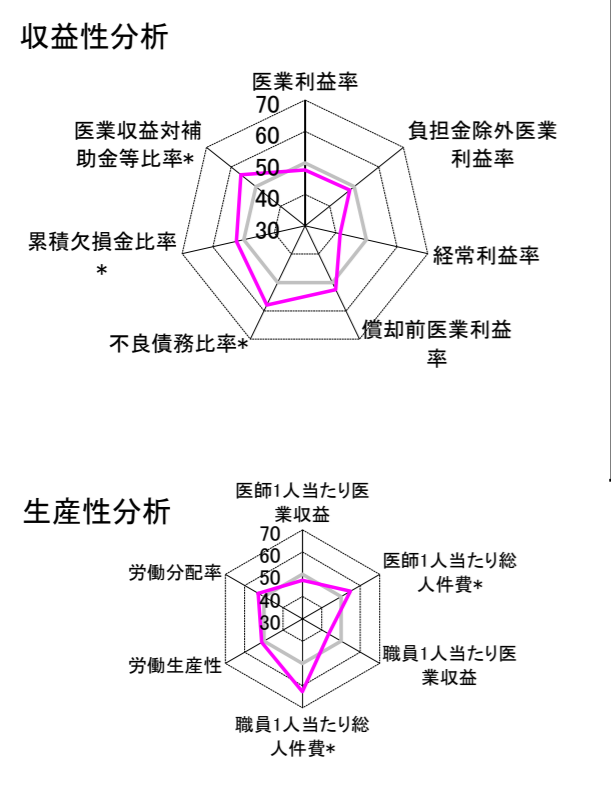 収益性分析
医業利益率
70
60
50
40
30
負担金除外医業
利益率
経常利益率
償却前医業利益
率
不良債務比率*
累積欠損金比率
*
医業収益対補
助金等比率*
生産性分析
医師1人当たり医
業収益
70
60
50
40
30
医師1人当たり総
人件費*
職員1人当たり医
業収益
職員1人当たり総
人件費*
労働生産性
労働分配率